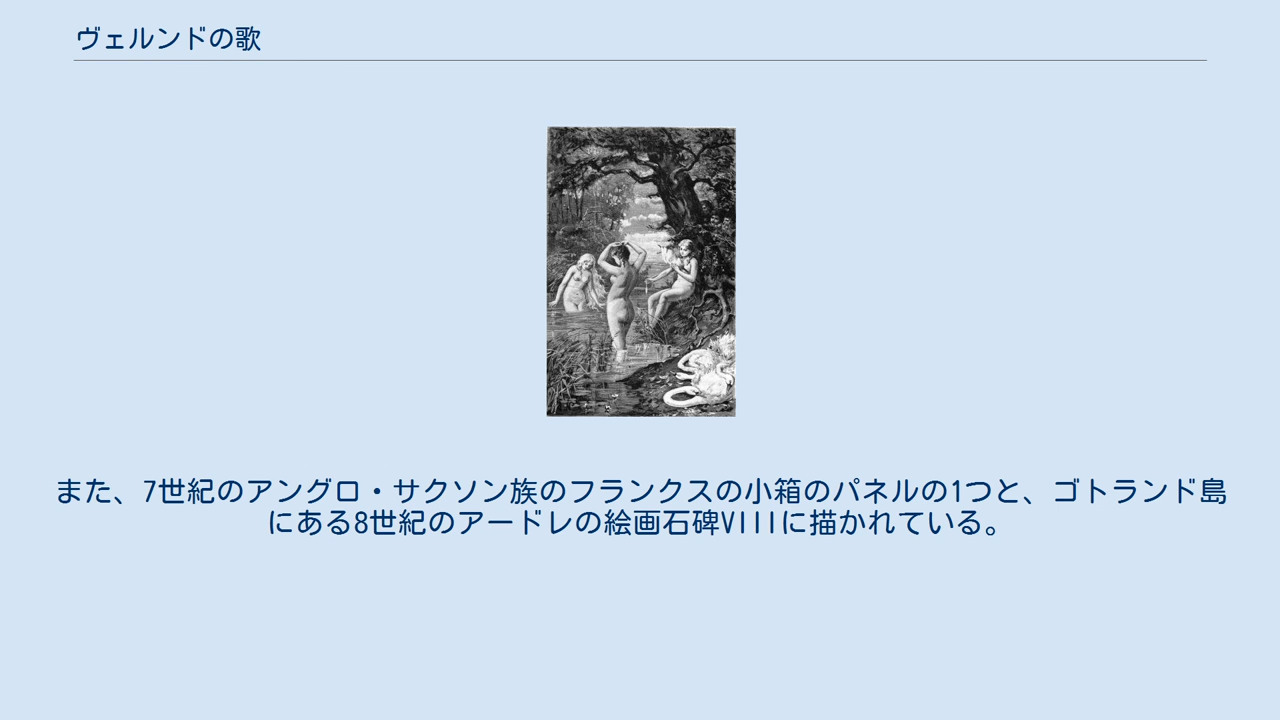 ヴェルンドの歌
また、7世紀のアングロ・サクソン族のフランクスの小箱のパネルの1つと、ゴトランド島
にある8世紀のアードレの絵画石碑VIIIに描かれている。